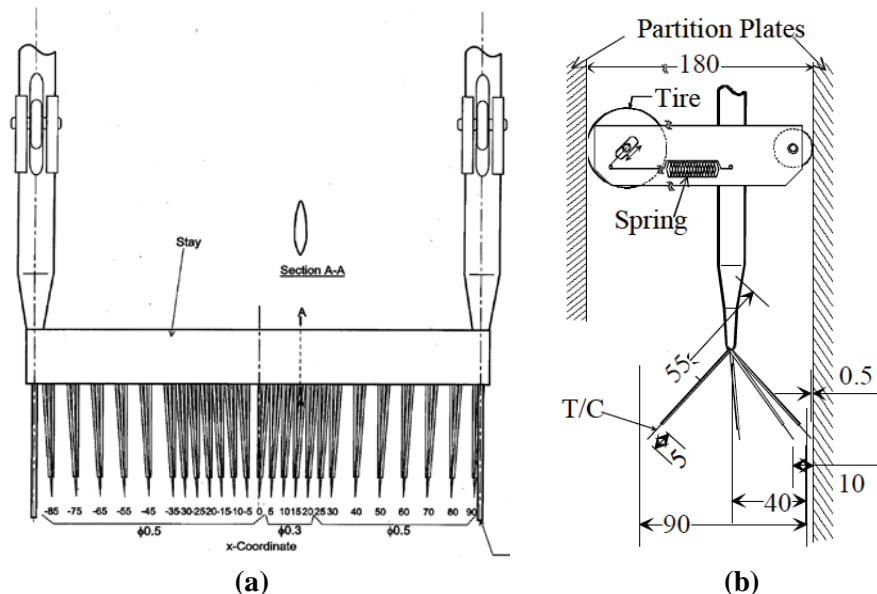 Stay
Section A-A
A
A
-85 -75 -65 -55 -45 -35 -30 -25 -20 -15 -10 -5 0 5 10 15 20 25 30 40 50 60 70 80 90
ϕ0.5 ϕ0.3 ϕ0.5
x-Coordinate
(a)
Partition Plates
180
Tire
Spring
55
0.5
T/C
5
10
40
90
(b)